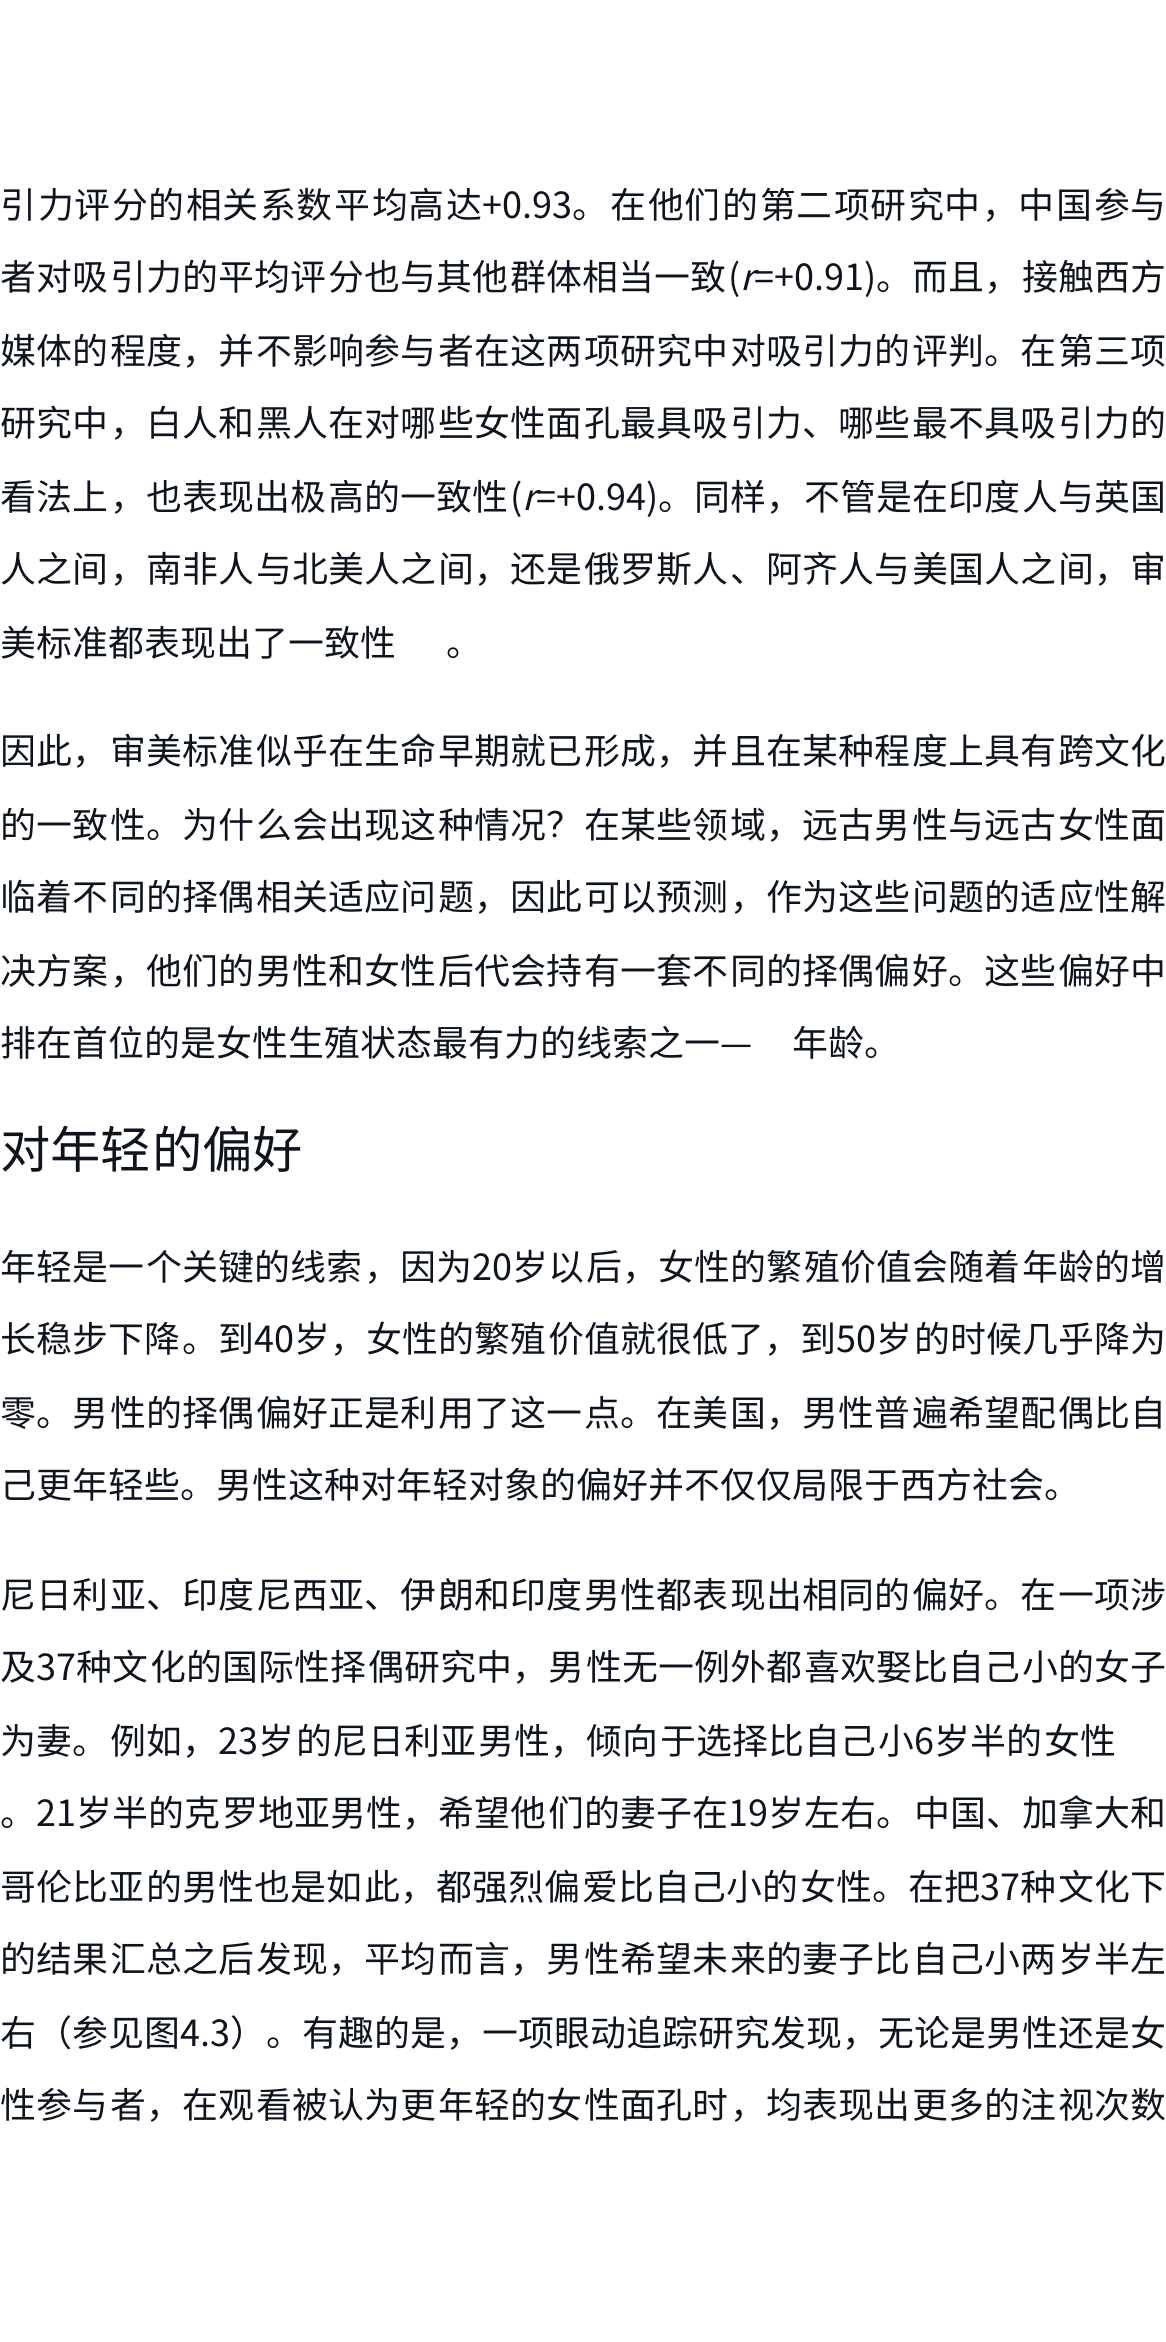 引力评分的相关系数平均高达+0.93。在他们的第二项研究中，中国参与
者对吸引力的平均评分也与其他群体相当一致(r=+0.91)。而且，接触西方
媒体的程度，并不影响参与者在这两项研究中对吸引力的评判。在第三项
研究中，白人和黑人在对哪些女性面孔最具吸引力、哪些最不具吸引力的
看法上，也表现出极高的一致性(r=+0.94)。同样，不管是在印度人与英国
人之间，南非人与北美人之间，还是俄罗斯人、阿齐人与美国人之间，审
美标准都表现出了一致性 。
因此，审美标准似乎在生命早期就已形成，并且在某种程度上具有跨文化
的一致性。为什么会出现这种情况？在某些领域，远古男性与远古女性面
临着不同的择偶相关适应问题，因此可以预测，作为这些问题的适应性解
决方案，他们的男性和女性后代会持有一套不同的择偶偏好。这些偏好中
排在首位的是女性生殖状态最有力的线索之一— 年龄。
对年轻的偏好
年轻是一个关键的线索，因为20岁以后，女性的繁殖价值会随着年龄的增
长稳步下降。到40岁，女性的繁殖价值就很低了，到50岁的时候几乎降为
零。男性的择偶偏好正是利用了这一点。在美国，男性普遍希望配偶比自
己更年轻些。男性这种对年轻对象的偏好并不仅仅局限于西方社会。
尼日利亚、印度尼西亚、伊朗和印度男性都表现出相同的偏好。在一项涉
及37种文化的国际性择偶研究中，男性无一例外都喜欢娶比自己小的女子
为妻。例如，23岁的尼日利亚男性，倾向于选择比自己小6岁半的女性
。21岁半的克罗地亚男性，希望他们的妻子在19岁左右。中国、加拿大和
哥伦比亚的男性也是如此，都强烈偏爱比自己小的女性。在把37种文化下
的结果汇总之后发现，平均而言，男性希望未来的妻子比自己小两岁半左
右（参见图4.3）。有趣的是，一项眼动追踪研究发现，无论是男性还是女
性参与者，在观看被认为更年轻的女性面孔时，均表现出更多的注视次数